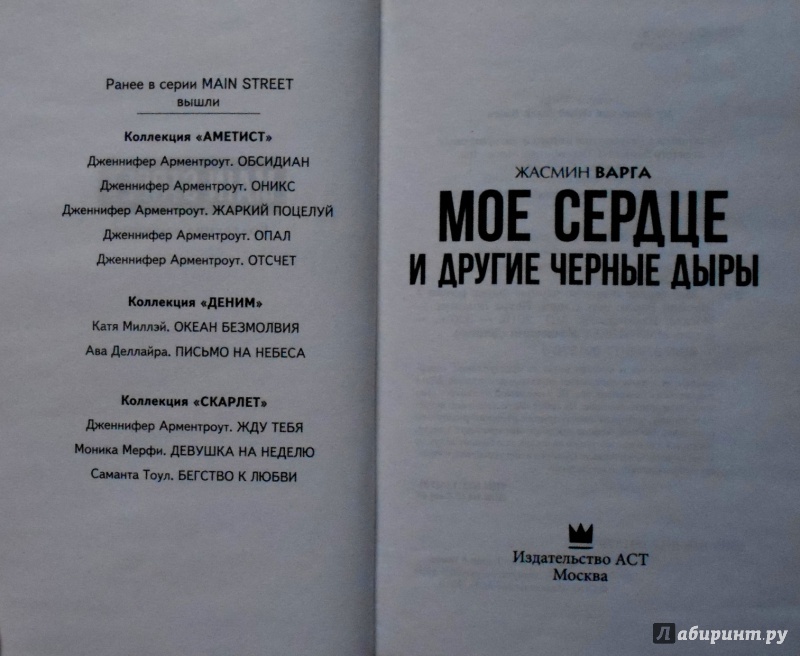 Ранее в серии MAIN STREET
вышли
Коллекция «АМЕТИСТ»
Дженнифер Арментроут. ОБСИДИАН
Дженнифер Арментроут. ОНИКС
Дженнифер Арментроут. ЖАРКИЙ ПОЦЕЛУЙ
Дженнифер Арментроут. ОПАЛ
Дженнифер Арментроут. ОТСЧЕТ
Коллекция «ДЕНИМ»
Катя Миллэй. ОКЕАН БЕЗМОЛВИЯ
Ава Деллайра. ПИСЬМО НА НЕБЕСА
Коллекция «СКАРЛЕТ»
Дженнифер Арментроут. ЖДУ ТЕБЯ
Моника Мерфи. ДЕВУШКА НА НЕДЕЛЮ
Саманта Тоул. БЕГСТВО К ЛЮБВИ
ЖАСМИН ВАРГА
МОЕ СЕРДЦЕ
И ДРУГИЕ ЧЕРНЫЕ ДЫРЫ
Издательство АСТ
Москва
Лабиринт.ру